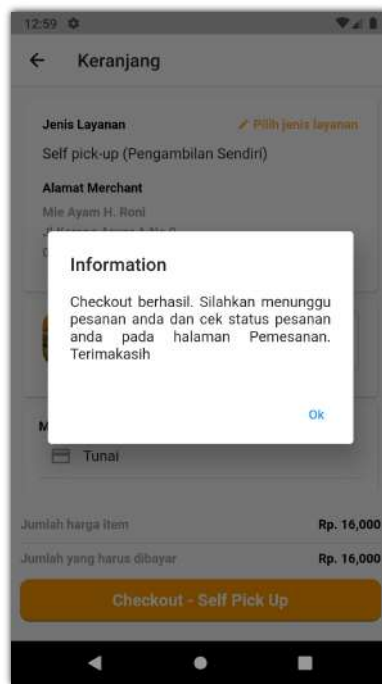 12:59
Keranjang
Jenis Layanan
Pilih jenis layanan
Self pick-up (Pengambilan Sendiri)
Alamat Merchant
Mie Ayam H. Roni
Information
Checkout berhasil. Silahkan menunggu
pesanan anda dan cek status pesanan
anda pada halaman Pemesanan.
Terimakasih
Ok
M
Tunai
Jumlah harga item
Rp. 16,000
Jumlah yang harus dibayar
Rp. 16,000
Checkout - Self Pick Up